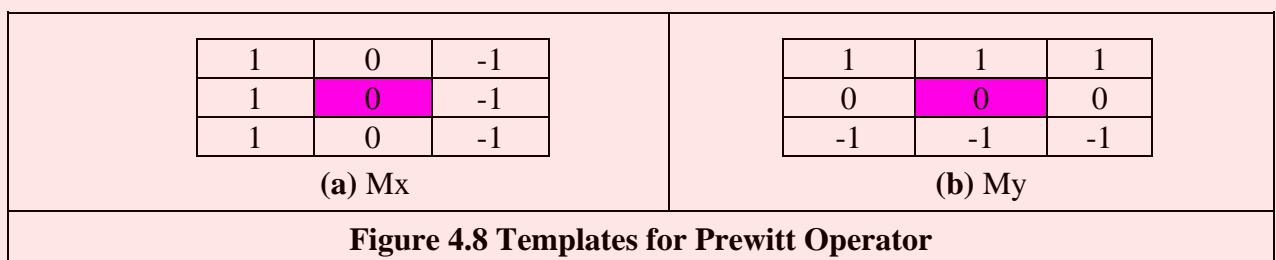 1 0 -1 1 1 1
1 0 -1 0 0 0
1 0 -1 -1 -1 -1
(a) Mx (b) My
Figure 4.8 Templates for Prewitt Operator